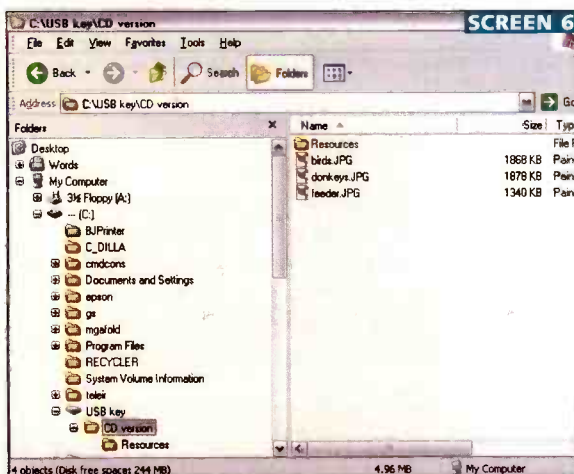 C:\USB key\CD version
SCREEN 6
File Edit View Favorites Tools Help
Back Search Folders
Address C:\USB key\CD version Go
Folders x Name Size Typ
Desktop
Words
My Computer
3½ Floppy (A:)
--- (C:)
BJPrinter
C_DILLA
cmdcons
Documents and Settings
epson
gs
mgafold
Program Files
RECYCLER
System Volume Information
teleir
USB key
CD version
Resources
Resources File F
birds.JPG 1868 KB Pain
donkeys.JPG 1878 KB Pain
feeder.JPG 1340 KB Pain
4 objects (Disk free space: 244 MB) 4.96 MB My Computer